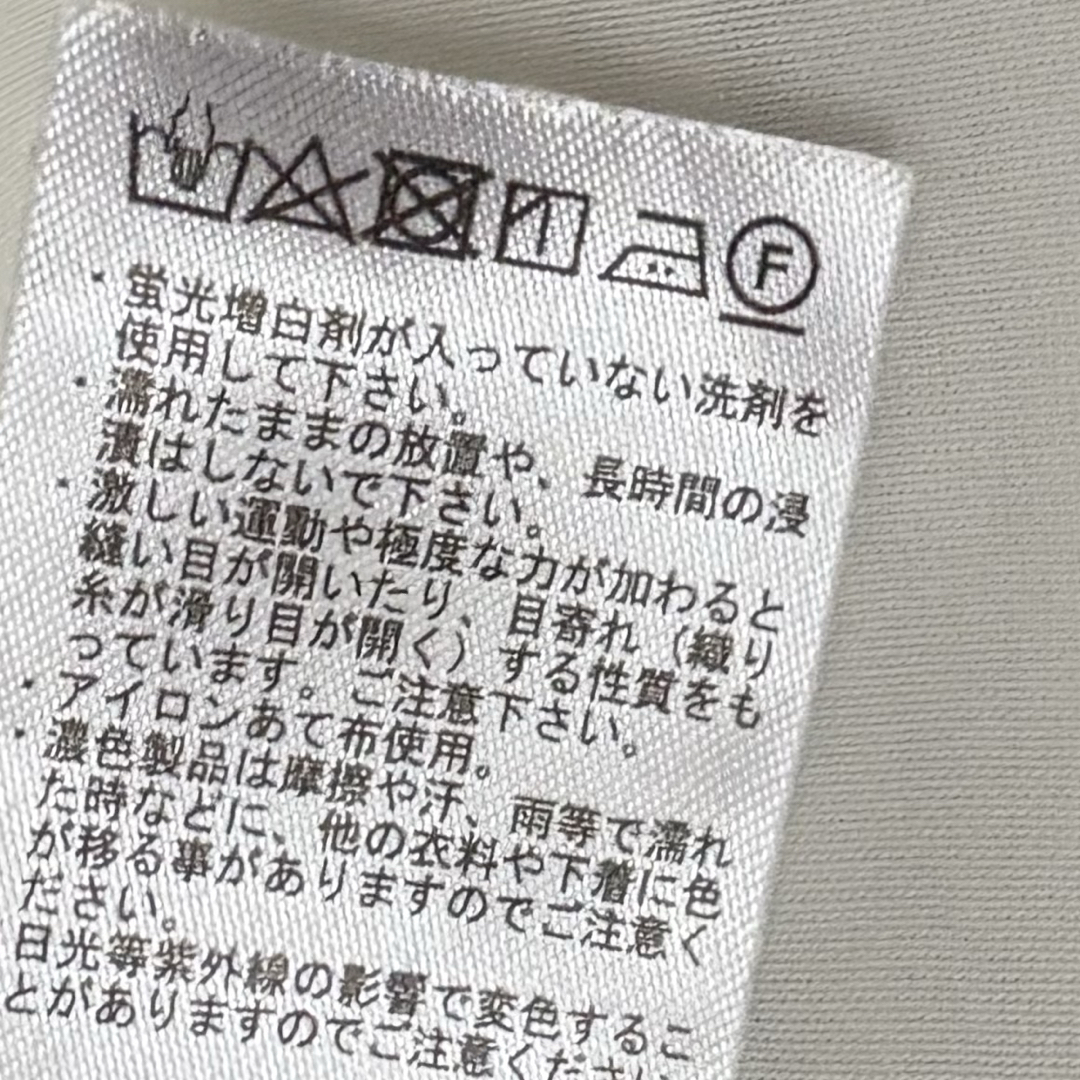 F
・蛍光増白剤が入っていない洗剤を
使用して下さい。
・濡れたままの放置や、長時間の浸
漬はしないで下さい。
・激しい運動や極度な力が加わると
縫い目が開いたり、目寄れ（織り
糸が滑り目が開く）する性質をも
っています。ご注意下さい。
・アイロンあて布使用。
・濃色製品は摩擦や汗、雨等で濡れ
た時などに、他の衣料や下着に色
が移る事がありますのでご注意く
ださい。
日光等紫外線の影響で変色するこ
とがありますのでご注意ください